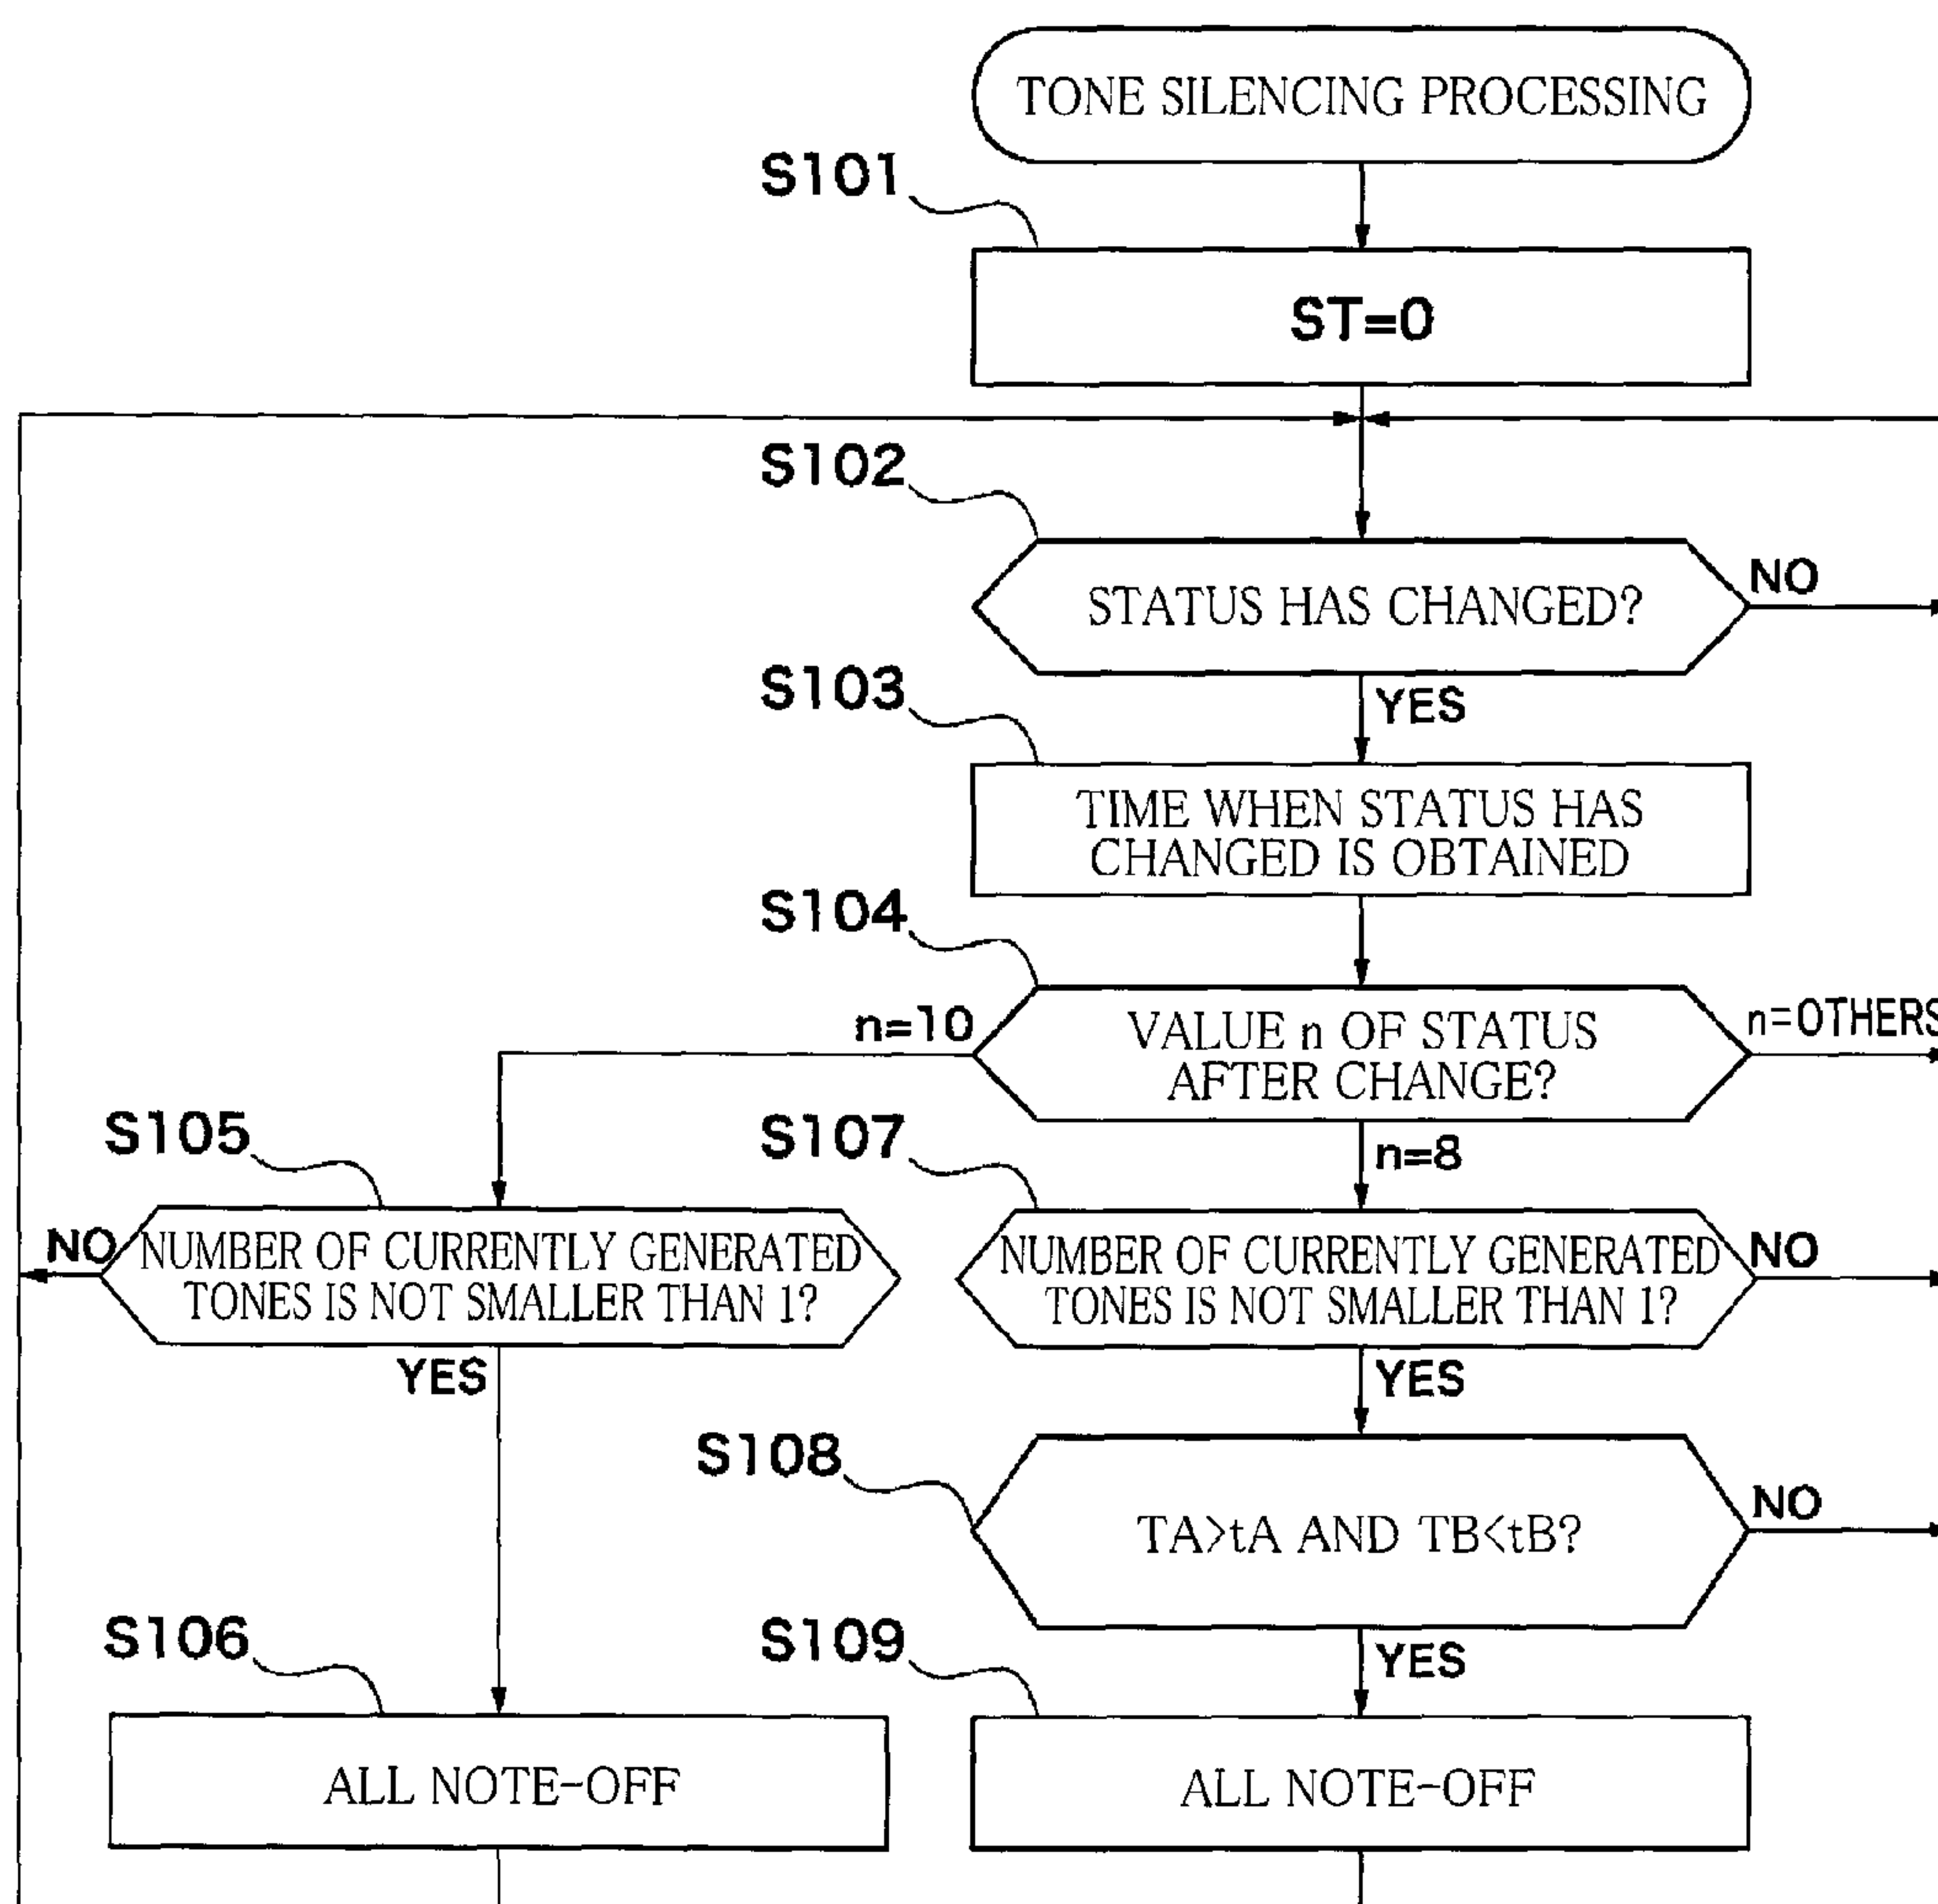 TONE SILENCING PROCESSING
S101
ST=0
S102
STATUS HAS CHANGED?
NO
S103
YES
TIME WHEN STATUS HAS
CHANGED IS OBTAINED
S104
n=10
VALUE n OF STATUS
AFTER CHANGE?
n=OTHERS
S105
S107
n=8
NO
NUMBER OF CURRENTLY GENERATED
TONES IS NOT SMALLER THAN 1?
NUMBER OF CURRENTLY GENERATED
TONES IS NOT SMALLER THAN 1?
NO
YES
YES
S108
TA>tA AND TB<tB?
NO
S106
S109
YES
ALL NOTE-OFF
ALL NOTE-OFF